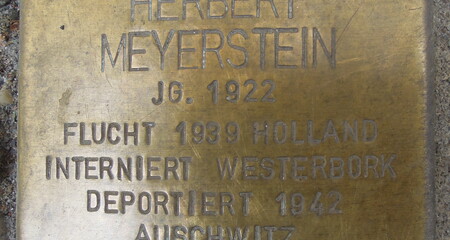 HERBERT
MEYERSTEIN
JG. 1922
FLUCHT 1939 HOLLAND
INTERNIERT WESTERBORK
DEPORTIERT 1942
AUSCHWITZ